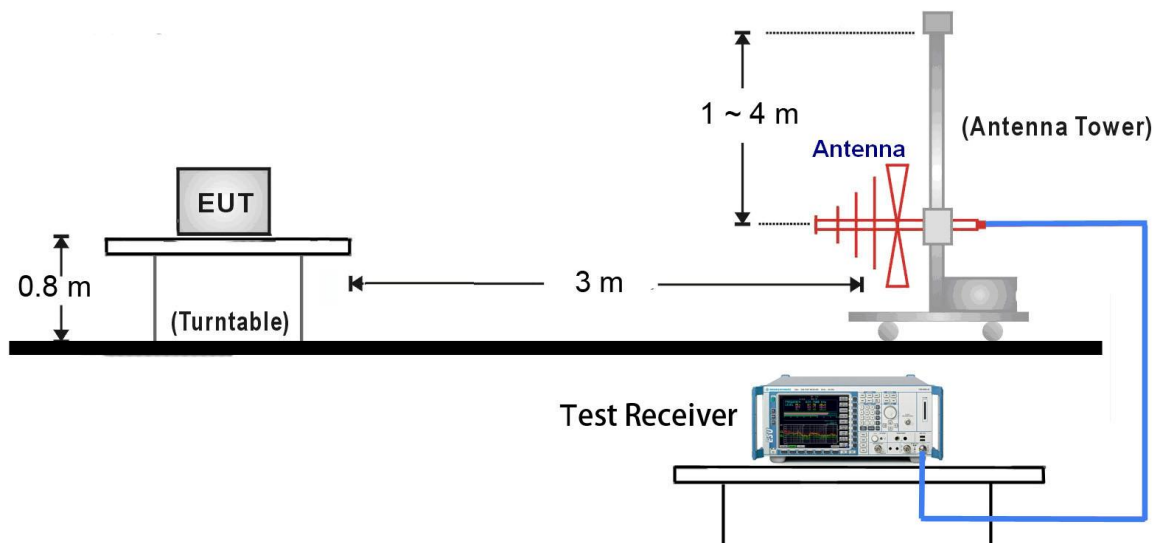 1 ~ 4 m
(Antenna Tower)
Antenna
EUT
0.8 m
3 m
(Turntable)
Test Receiver